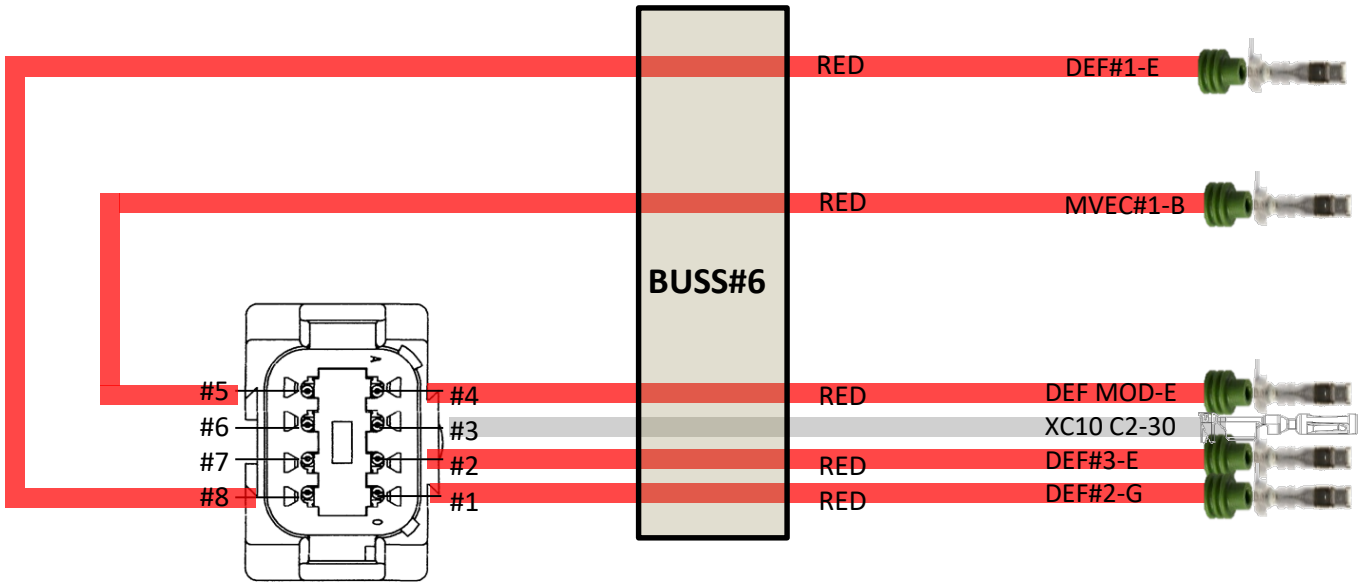 RED DEF#1-E
RED MVEC#1-B
BUSS#6
#5 #4 RED DEF MOD-E
#6 #3 XC10 C2-30
#7 #2 RED DEF#3-E
#8 #1 RED DEF#2-G
A
O